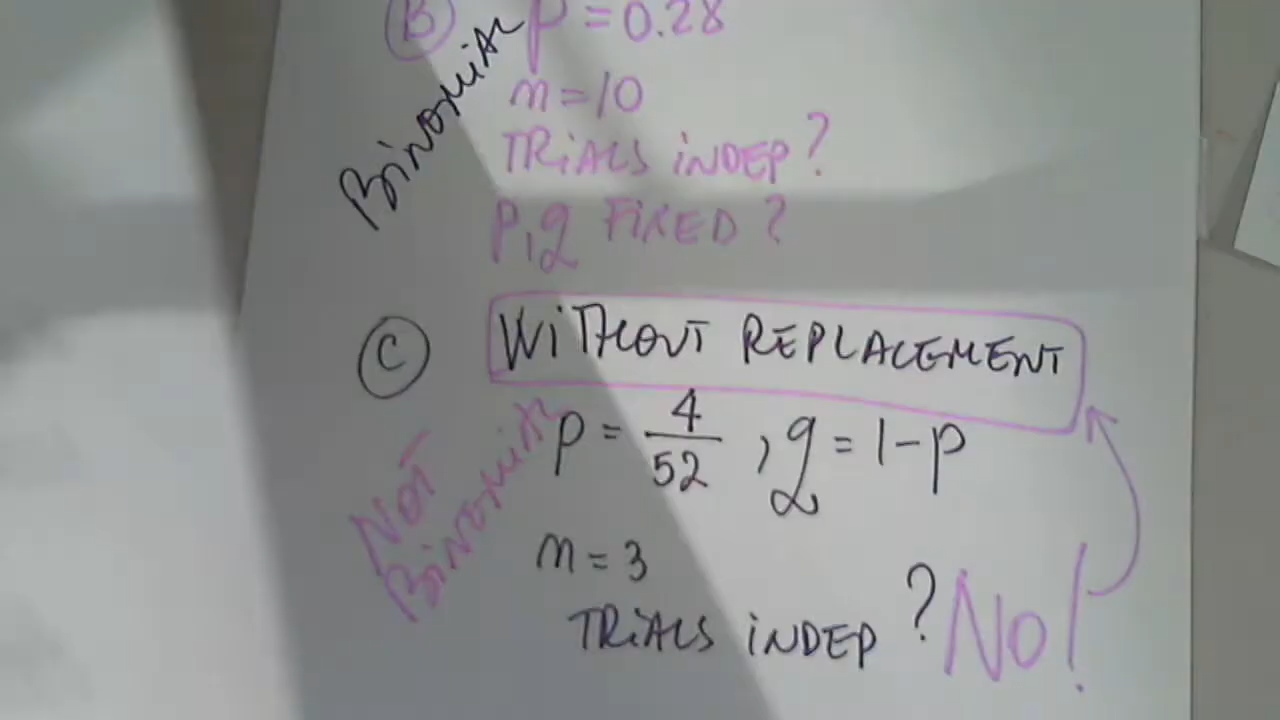 B p = 0.28
Binomial
n = 10
TRIALS INDEP?
p, q FIXED?
C WITHOUT REPLACEMENT
NOT BINOMIAL
p = 4/52, q = 1-p
n = 3
TRIALS INDEP? NO!